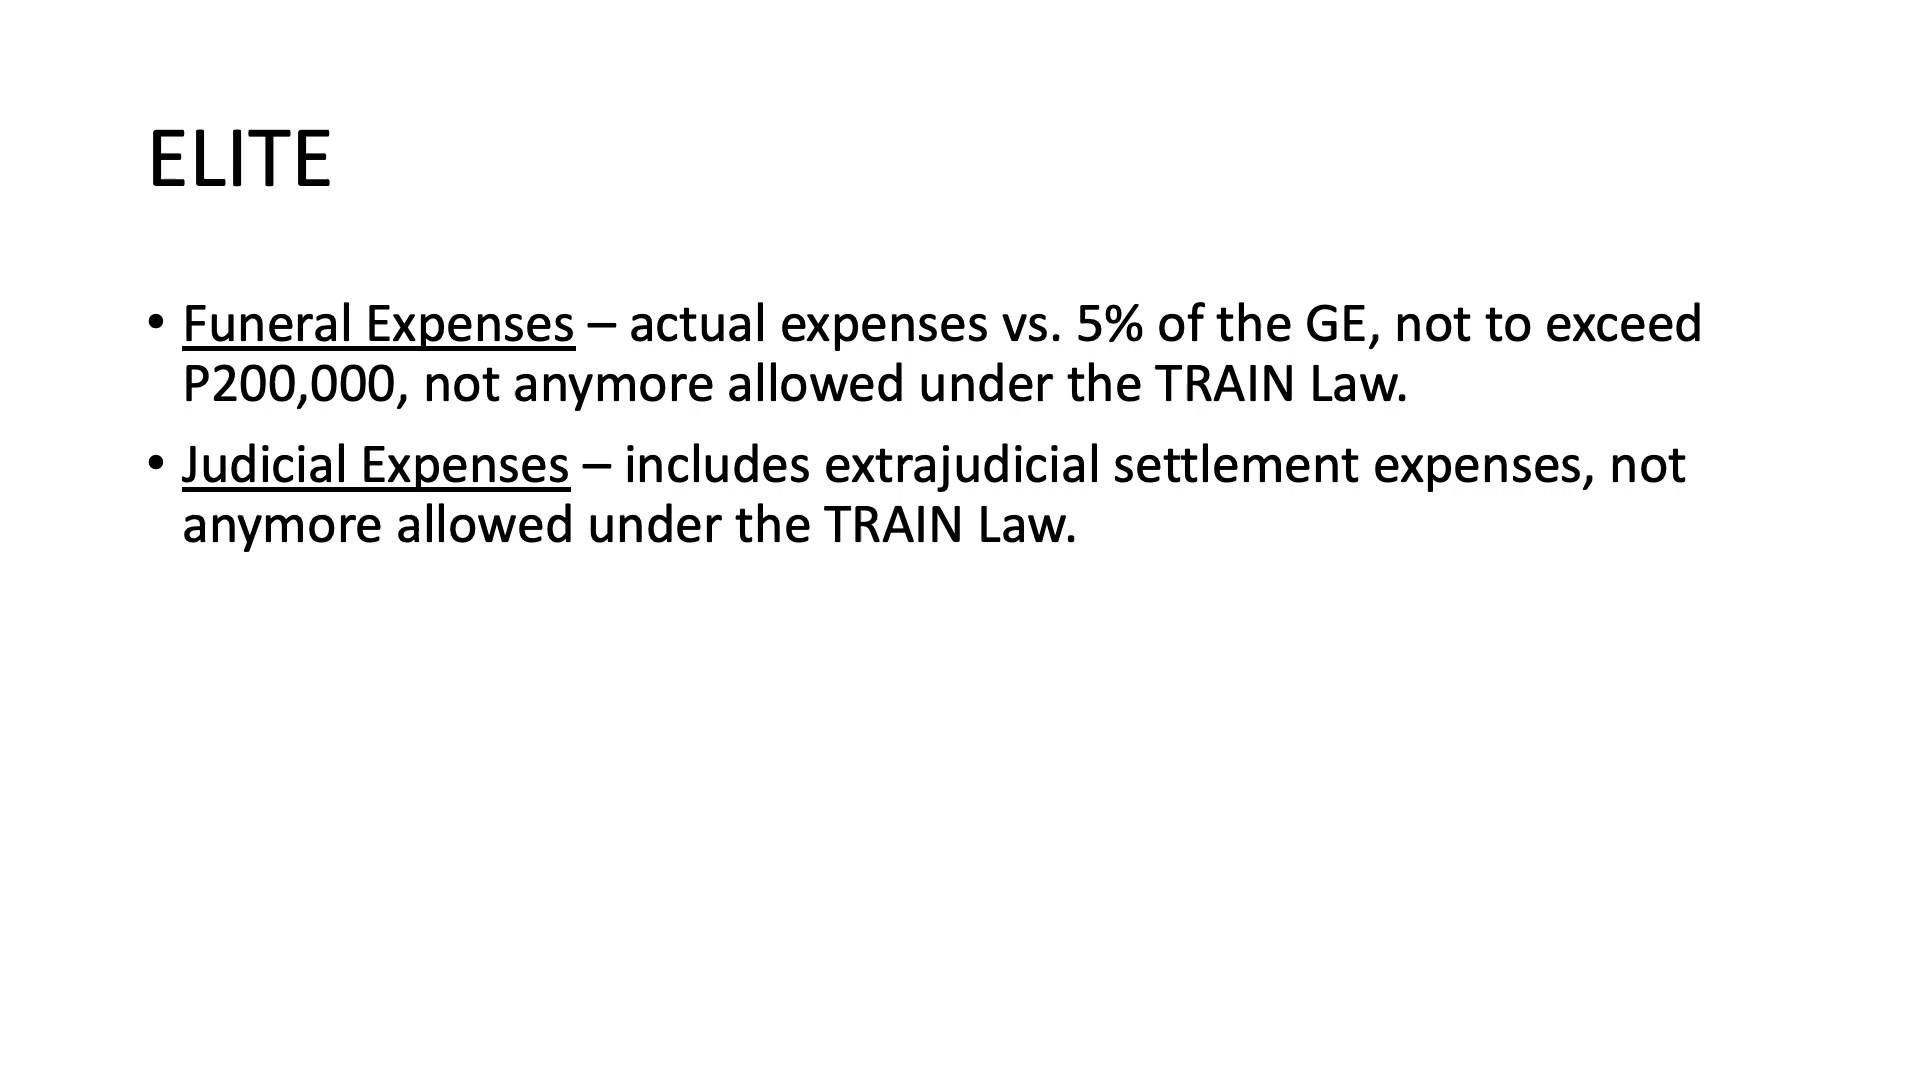 ELITE
• Funeral Expenses – actual expenses vs. 5% of the GE, not to exceed
P200,000, not anymore allowed under the TRAIN Law.
• Judicial Expenses – includes extrajudicial settlement expenses, not
anymore allowed under the TRAIN Law.